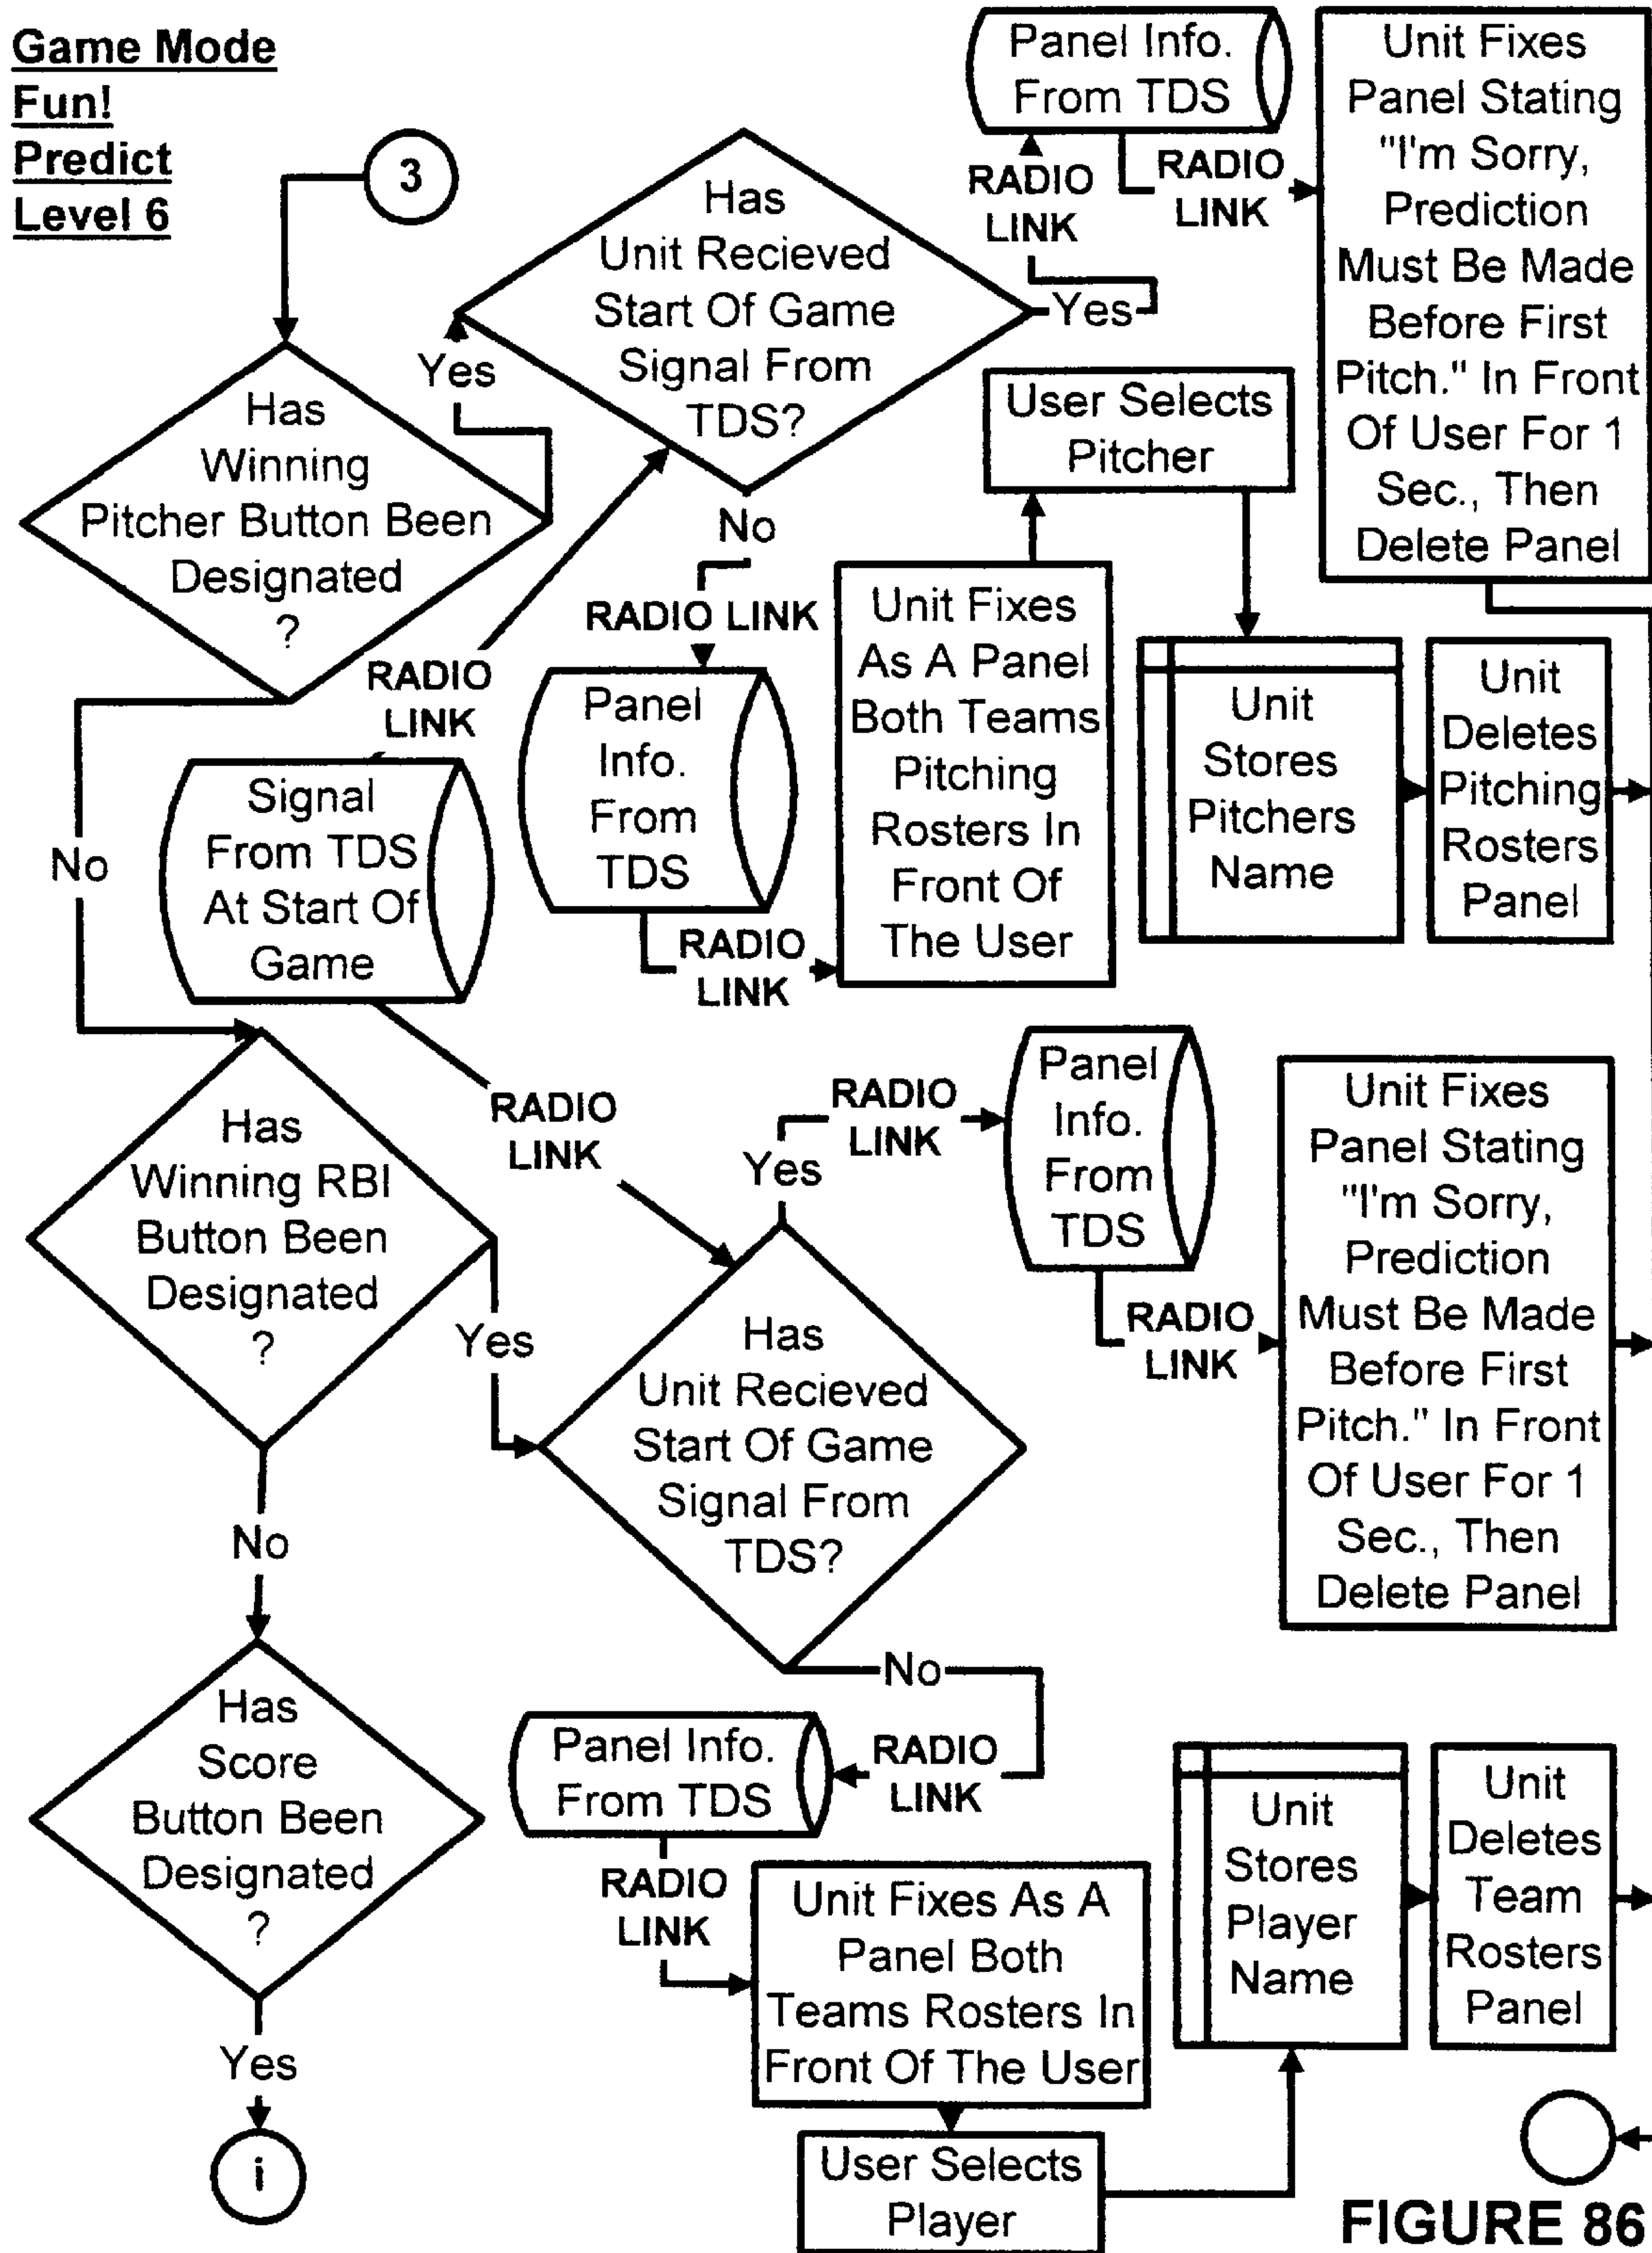 Game Mode
Fun!
Predict
Level 6
3
Has
Winning
Pitcher Button Been
Designated
?
Yes
No
Has
Unit Recieved
Start Of Game
Signal From
TDS?
Yes
RADIO
LINK
Panel Info.
From TDS
RADIO
LINK
Unit Fixes
Panel Stating
"I'm Sorry,
Prediction
Must Be Made
Before First
Pitch." In Front
Of User For 1
Sec., Then
Delete Panel
No
RADIO LINK
Panel
Info.
From
TDS
RADIO
LINK
Unit Fixes
As A Panel
Both Teams
Pitching
Rosters In
Front Of
The User
User Selects
Pitcher
Unit
Stores
Pitchers
Name
Unit
Deletes
Pitching
Rosters
Panel
RADIO
LINK
Signal
From TDS
At Start Of
Game
RADIO
LINK
Has
Winning RBI
Button Been
Designated
?
Yes
No
Has
Unit Recieved
Start Of Game
Signal From
TDS?
Yes
RADIO
LINK
Panel
Info.
From
TDS
RADIO
LINK
Unit Fixes
Panel Stating
"I'm Sorry,
Prediction
Must Be Made
Before First
Pitch." In Front
Of User For 1
Sec., Then
Delete Panel
No
RADIO
LINK
Panel Info.
From TDS
RADIO
LINK
Unit Fixes As A
Panel Both
Teams Rosters In
Front Of The User
User Selects
Player
Unit
Stores
Player
Name
Unit
Deletes
Team
Rosters
Panel
Has
Score
Button Been
Designated
?
Yes
i
FIGURE 86